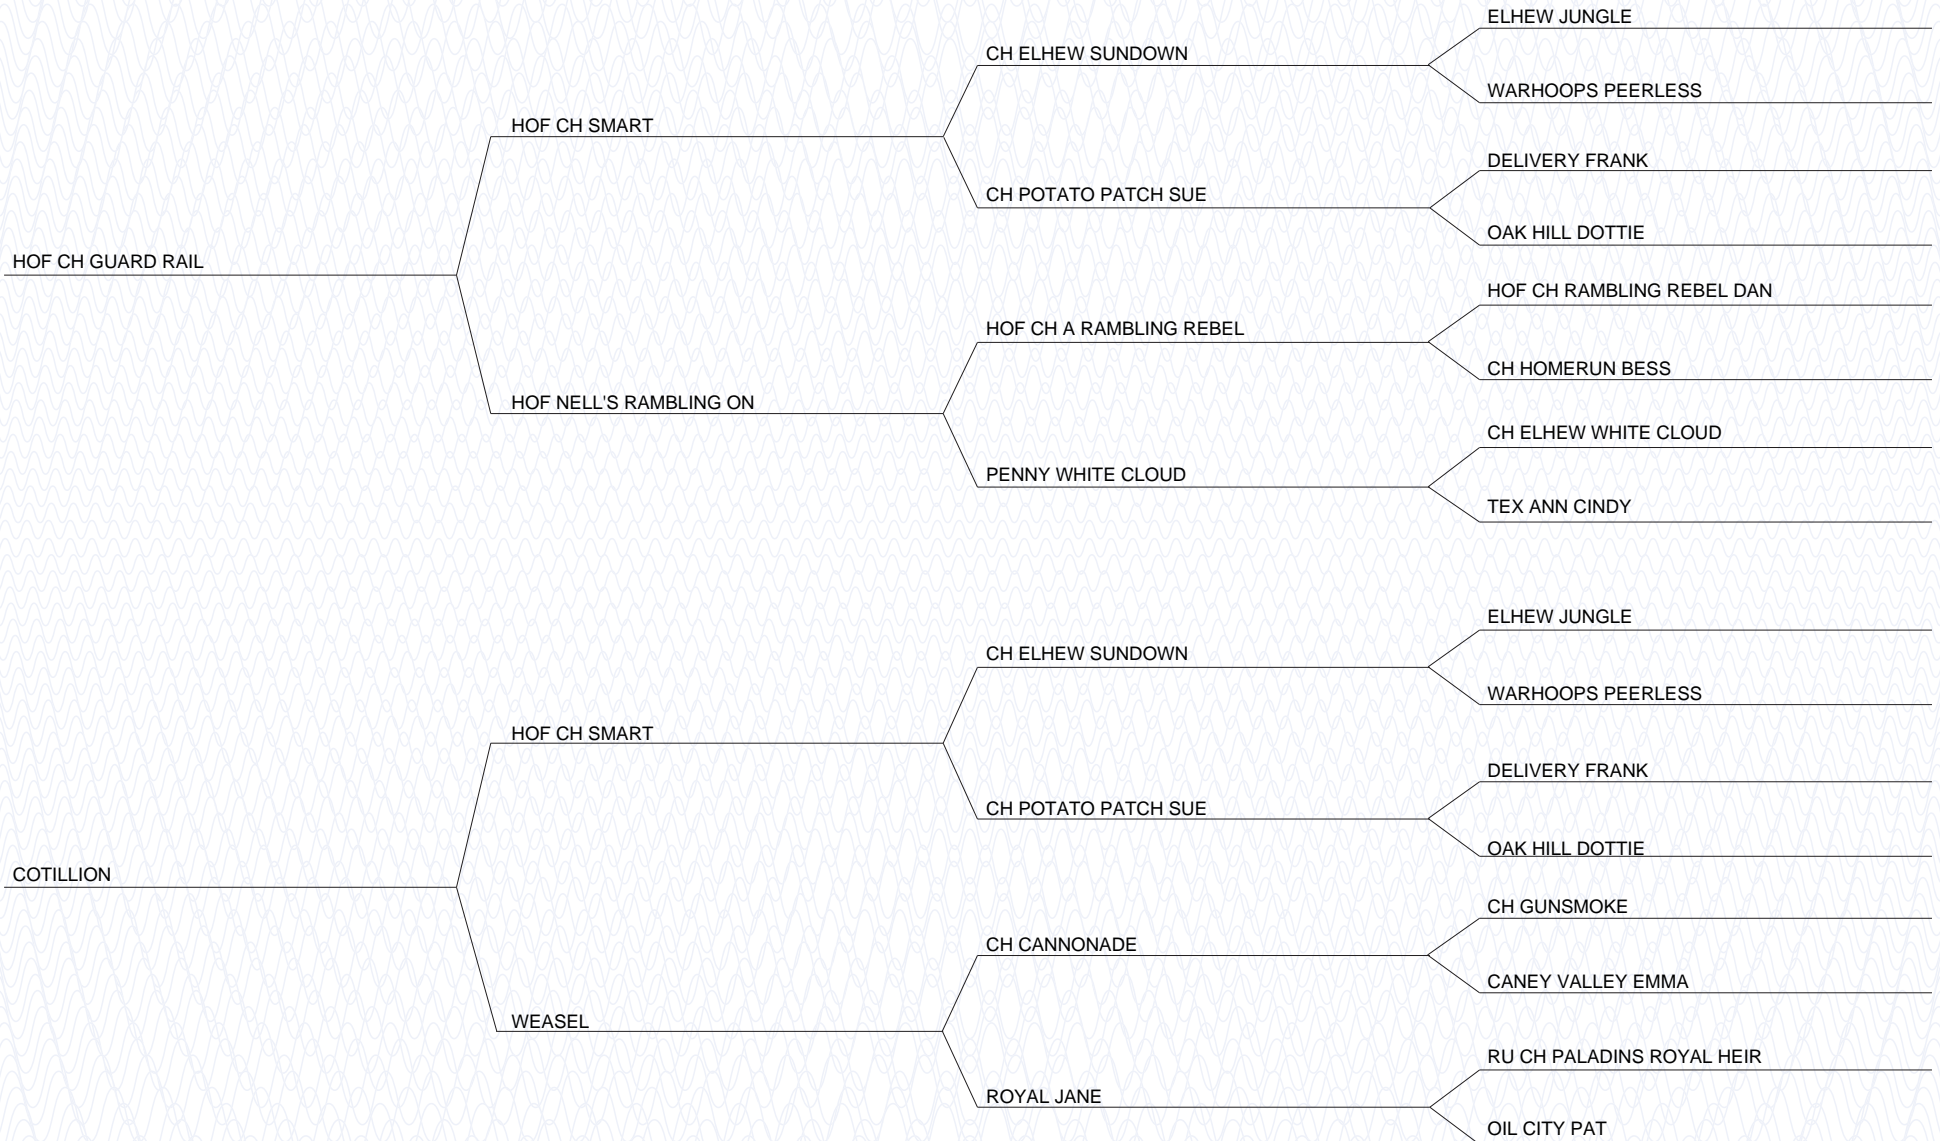 ELHEW JUNGLE
CH ELHEW SUNDOWN
WARHOOPS PEERLESS
HOF CH SMART
DELIVERY FRANK
CH POTATO PATCH SUE
OAK HILL DOTTIE
HOF CH GUARD RAIL
HOF CH RAMBLING REBEL DAN
HOF CH A RAMBLING REBEL
CH HOMERUN BESS
HOF NELL'S RAMBLING ON
CH ELHEW WHITE CLOUD
PENNY WHITE CLOUD
TEX ANN CINDY
ELHEW JUNGLE
CH ELHEW SUNDOWN
WARHOOPS PEERLESS
HOF CH SMART
DELIVERY FRANK
CH POTATO PATCH SUE
OAK HILL DOTTIE
COTILLION
CH GUNSMOKE
CH CANNONADE
CANEY VALLEY EMMA
WEASEL
RU CH PALADINS ROYAL HEIR
ROYAL JANE
OIL CITY PAT